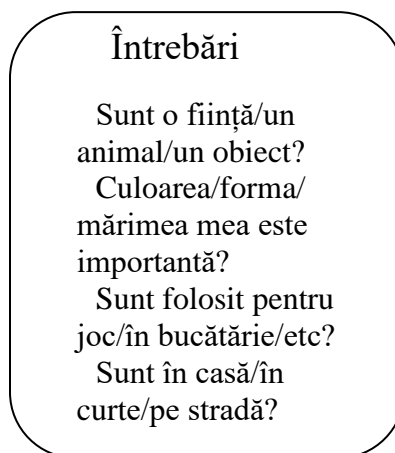 Întrebări
Sunt o ființă/un
animal/un obiect?
Culoarea/forma/
mărimea mea este
importantă?
Sunt folosit pentru
joc/în bucătărie/etc?
Sunt în casă/în
curte/pe stradă?